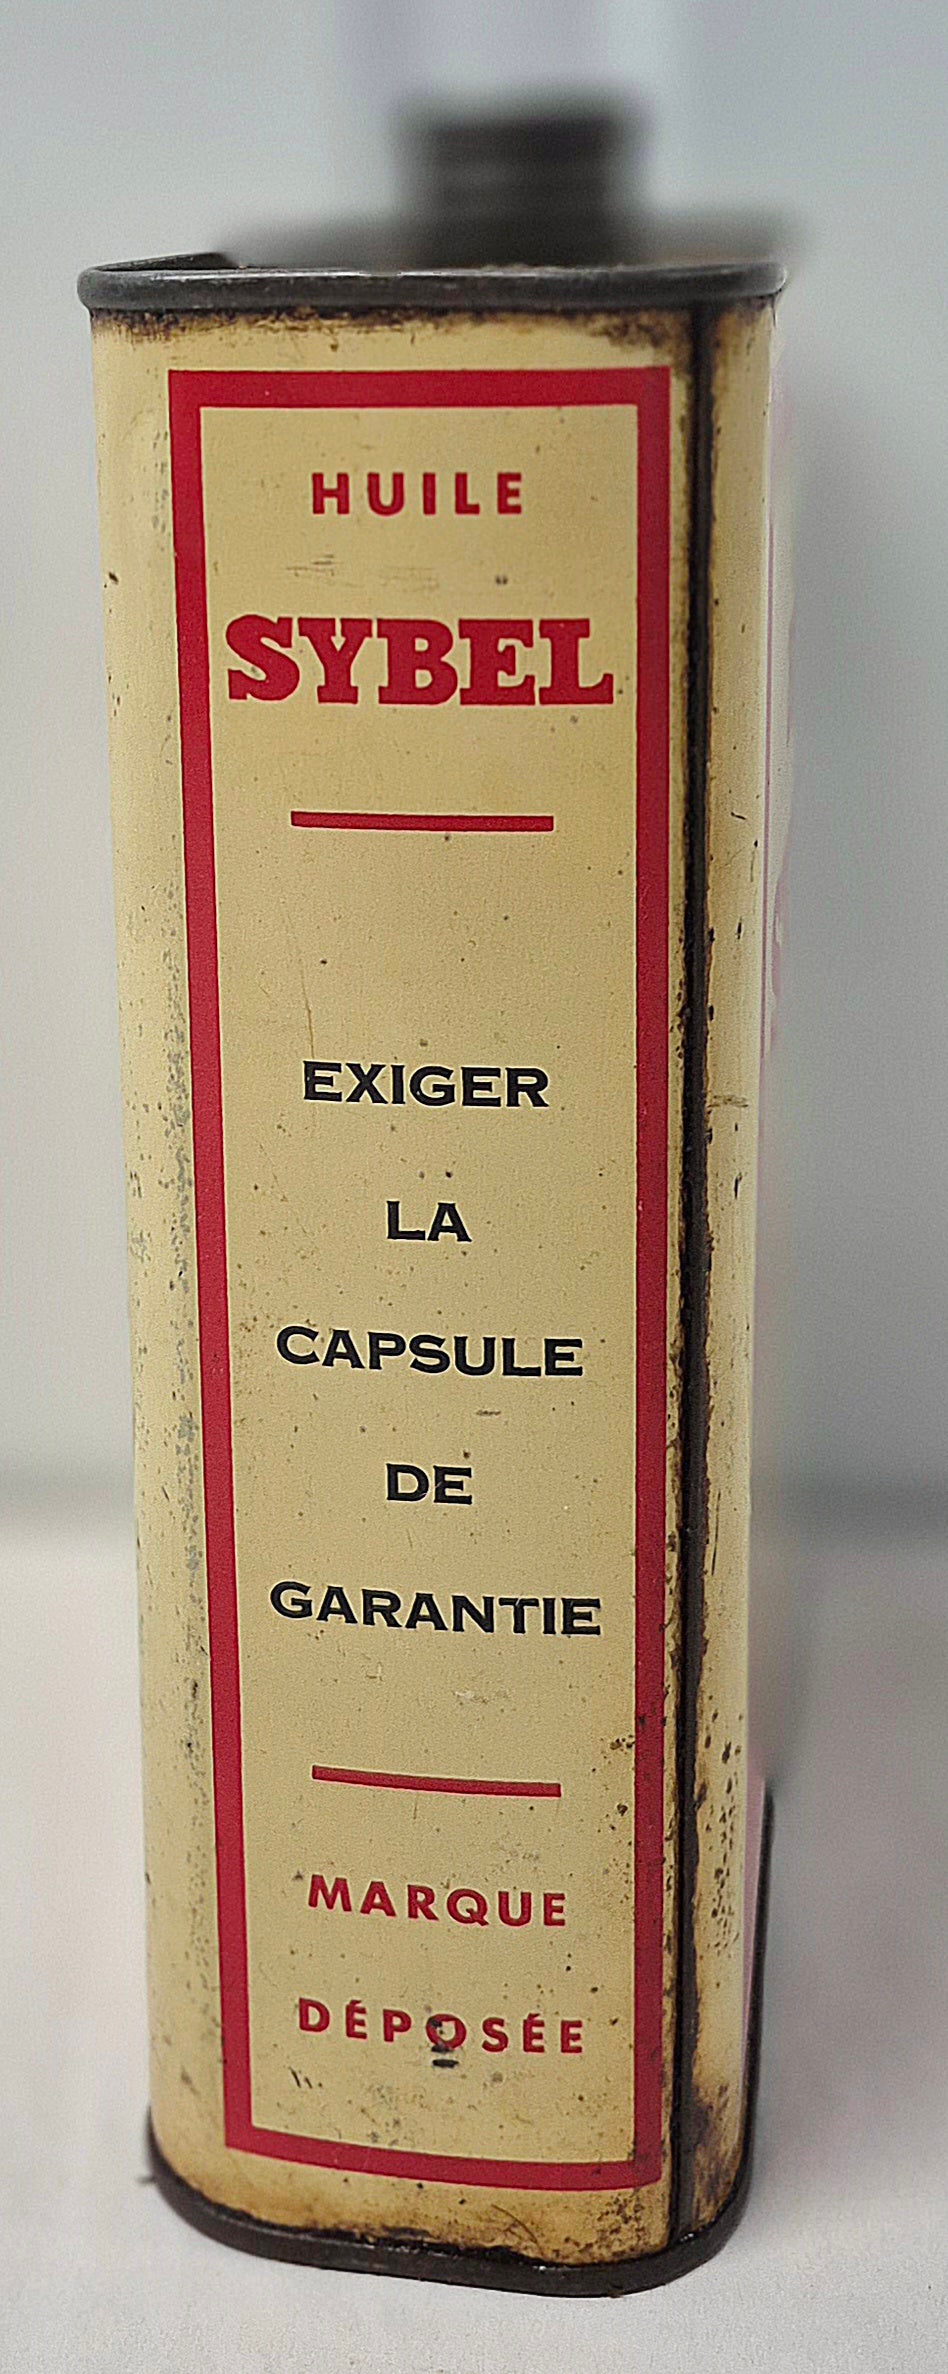 HUILE
SYBEL
EXIGER
LA
CAPSULE
DE
GARANTIE
MARQUE
DÉPOSÉE